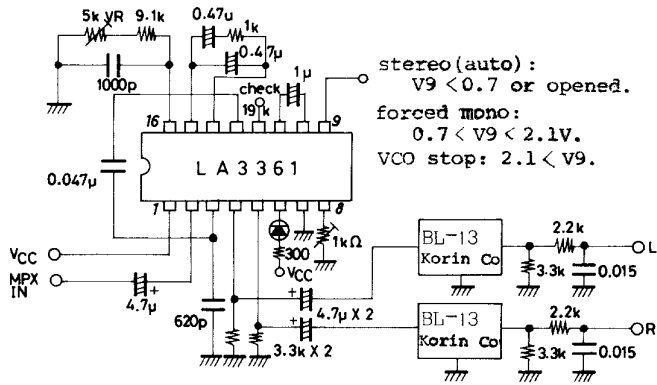 5k VR 9.1k
0.47u
1k
0.47μ
1000p
1μ
check
19k
16
9
stereo(auto):
V9 <0.7 or opened.
forced mono:
0.7 < V9 < 2.1V.
VCO stop: 2.1 < V9.
LA3361
0.047μ
1
8
VCC
MPX
IN
4.7μ
+
620p
300
VCC
1kΩ
+
4.7μ X 2
+
3.3k X 2
BL-13
Korin Co
2.2k
3.3k
0.015
L
BL-13
Korin Co
2.2k
3.3k
0.015
R